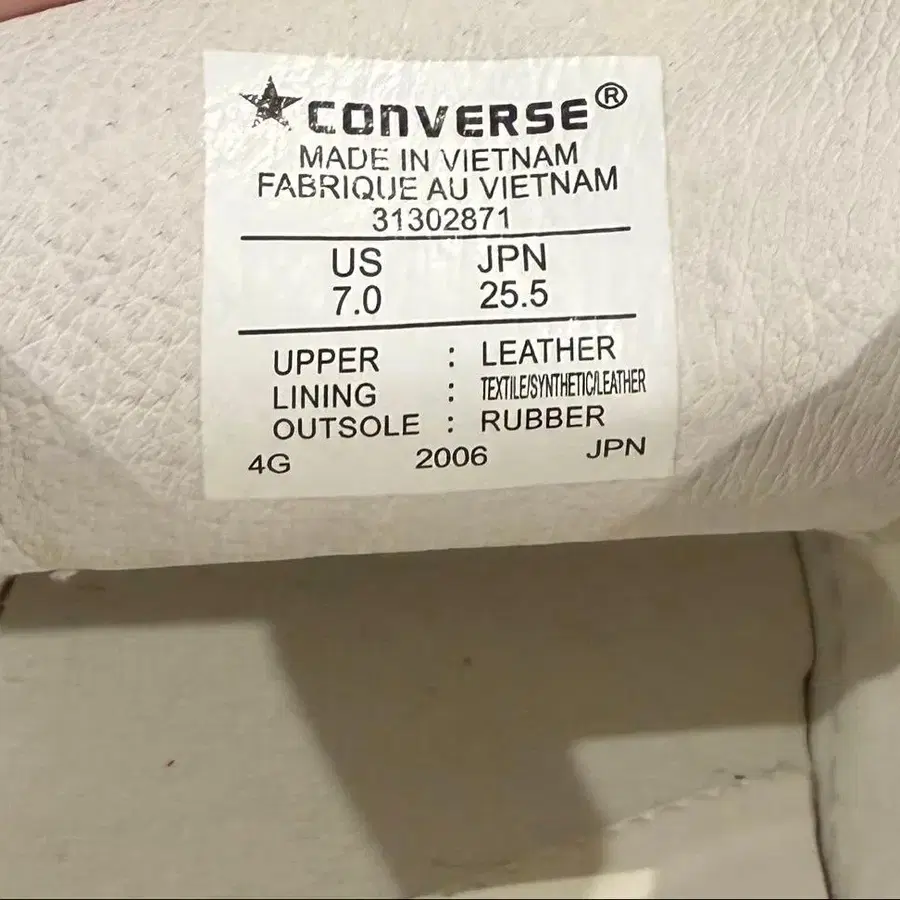 CONVERSE®
MADE IN VIETNAM
FABRIQUE AU VIETNAM
31302871
US JPN
7.0 25.5
UPPER : LEATHER
LINING : TEXTILE/SYNTHETIC/LEATHER
OUTSOLE : RUBBER
4G 2006 JPN